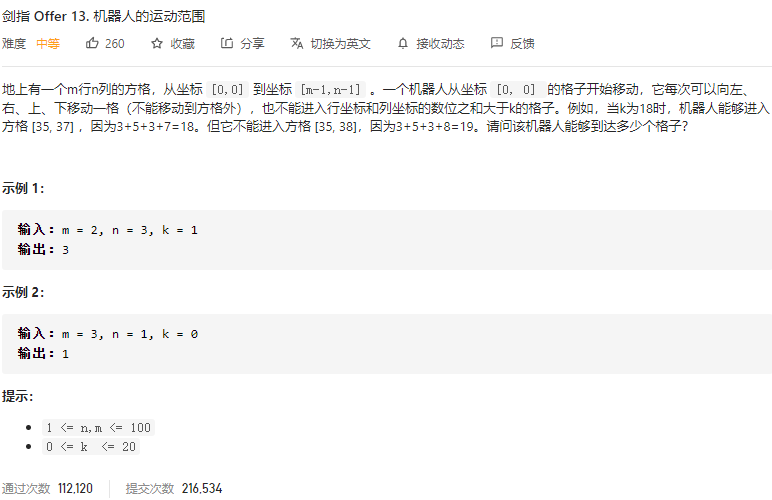 剑指 Offer 13. 机器人的运动范围
难度 中等 260 收藏 分享 切换为英文 接收动态 反馈
地上有一个m行n列的方格，从坐标 [0,0] 到坐标 [m-1,n-1] 。一个机器人从坐标 [0, 0] 的格子开始移动，它每次可以向左、
右、上、下移动一格（不能移动到方格外），也不能进入行坐标和列坐标的数位之和大于k的格子。例如，当k为18时，机器人能够进入
方格 [35, 37] ，因为3+5+3+7=18。但它不能进入方格 [35, 38]，因为3+5+3+8=19。请问该机器人能够到达多少个格子？
示例 1：
输入：m = 2, n = 3, k = 1
输出：3
示例 2：
输入：m = 3, n = 1, k = 0
输出：1
提示：
1 <= n,m <= 100
0 <= k <= 20
通过次数 112,120 提交次数 216,534